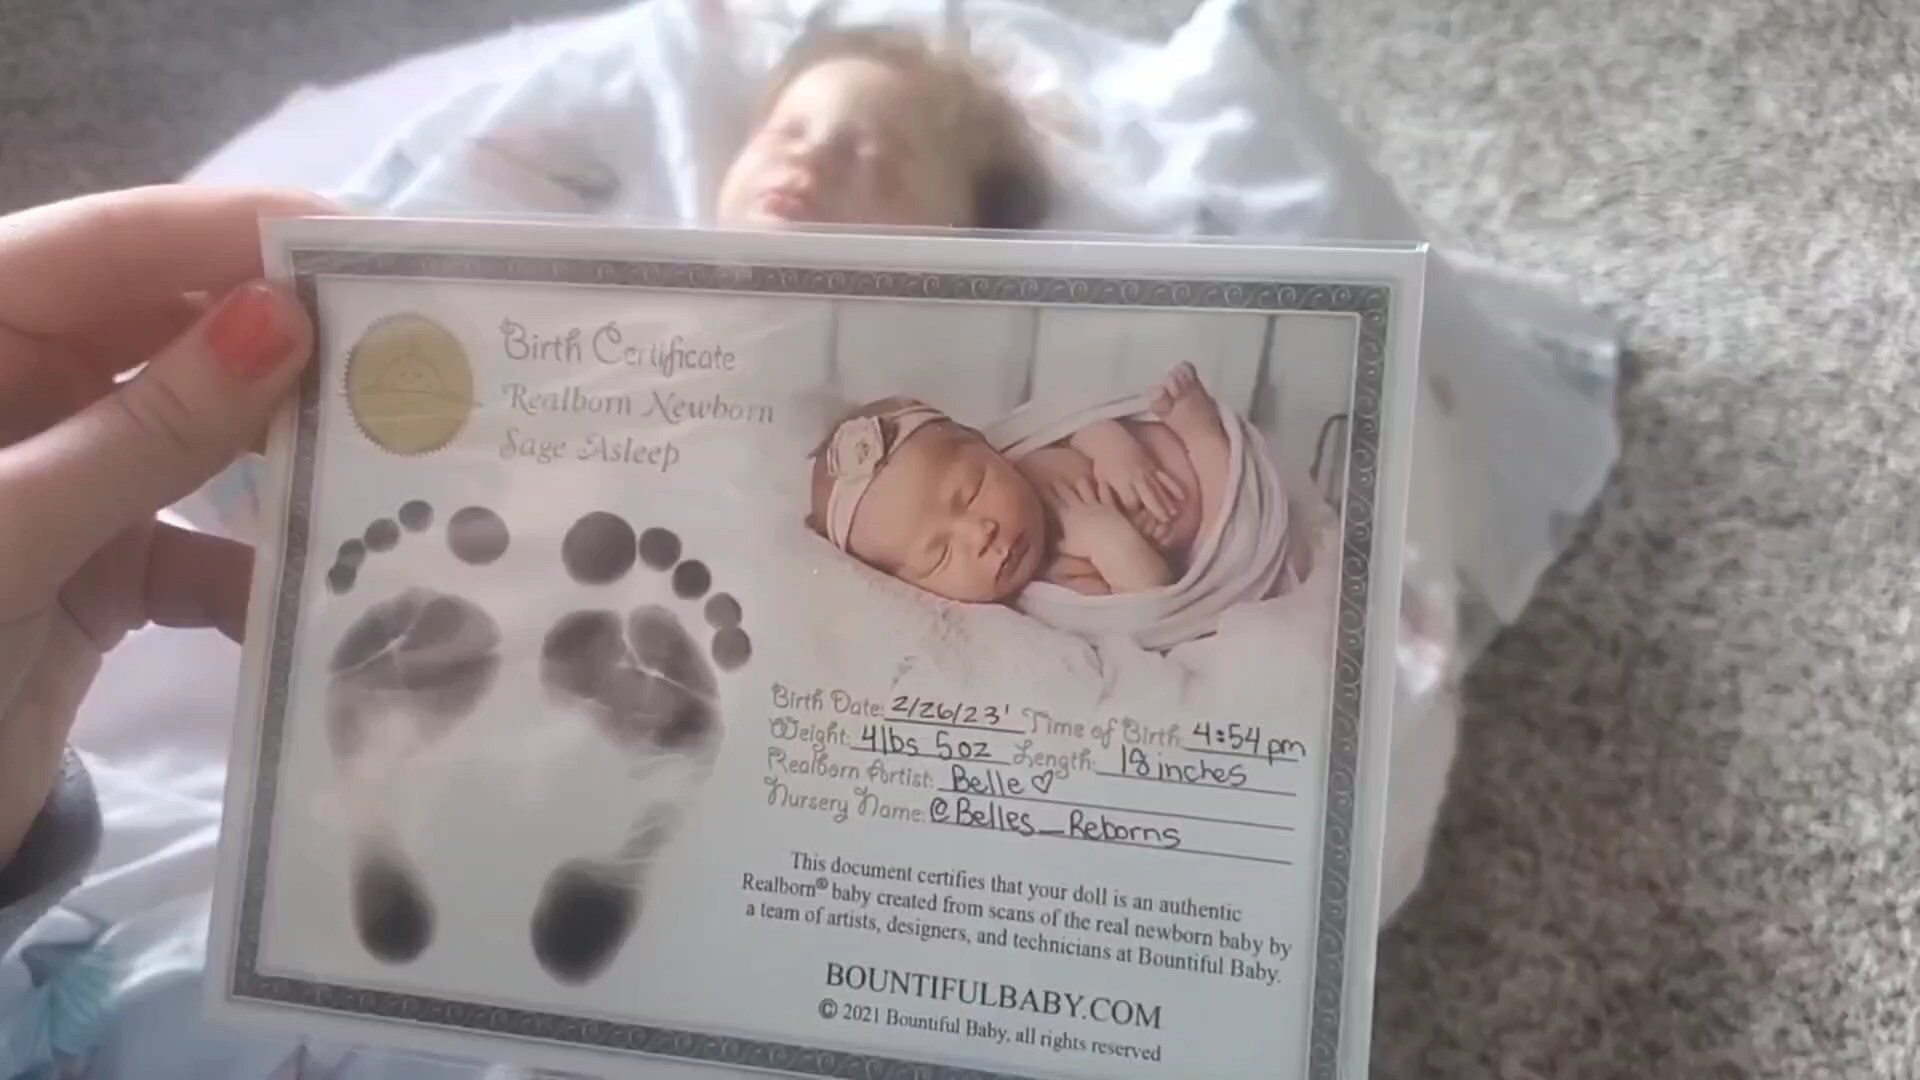 Birth Certificate
Realborn Newborn
Sage Asleep
Birth Date: 2/26/23' Time of Birth: 4:54 pm
Weight: 4lbs 5oz Length: 18 inches
Realborn Artist: Belle♡
Nursery Name: @Belles_Reborns
This document certifies that your doll is an authentic
Realborn® baby created from scans of the real newborn baby by
a team of artists, designers, and technicians at Bountiful Baby.
BOUNTIFULBABY.COM
© 2021 Bountiful Baby, all rights reserved